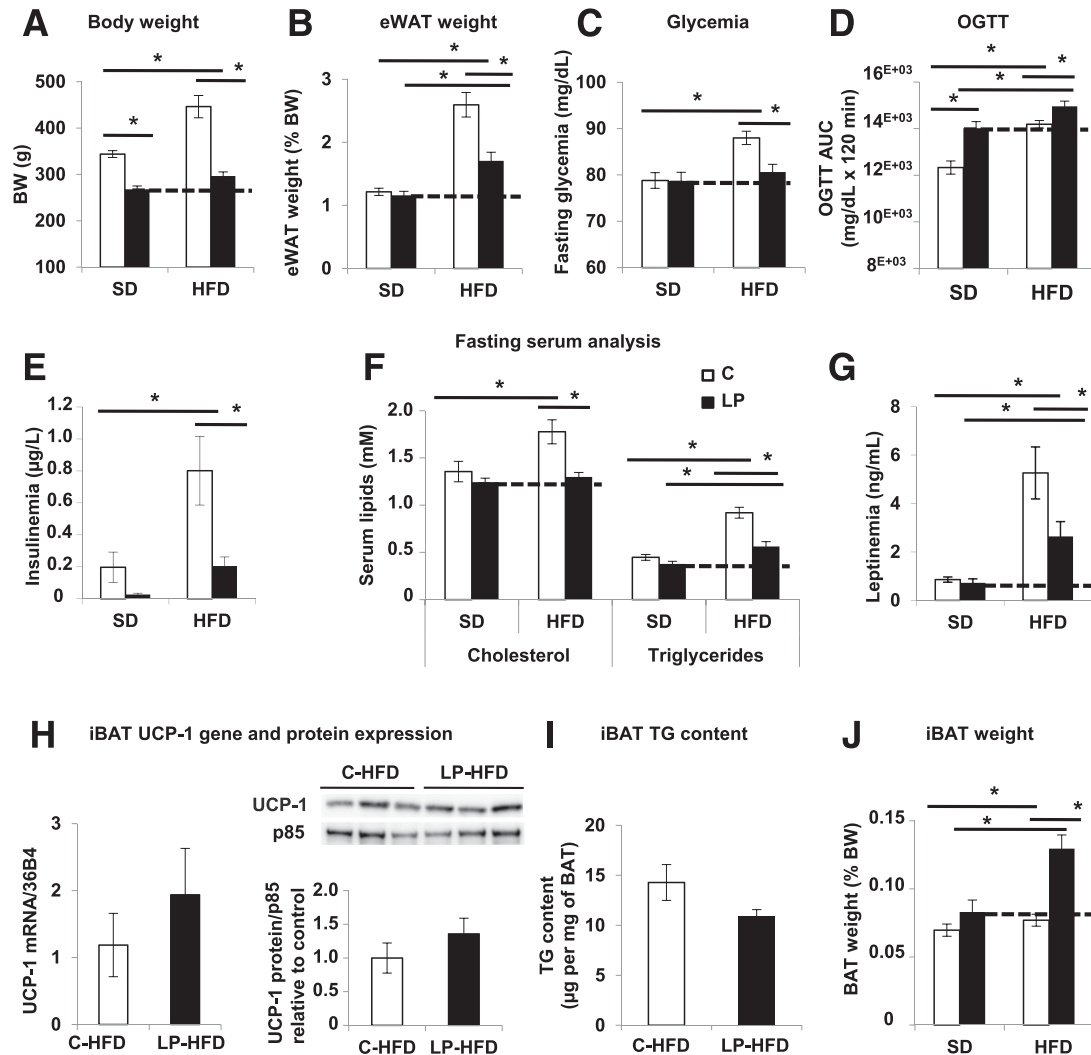 A Body weight
BW (g)
500
400
300
200
100
*
*
*
SD HFD
B eWAT weight
eWAT weight (% BW)
3
2
1
0
*
*
*
SD HFD
C Glycemia
Fasting glycemia (mg/dL)
100
90
80
70
60
*
*
SD HFD
D OGTT
OGTT AUC
(mg/dL x 120 min)
16E+03
14E+03
12E+03
10E+03
8E+03
*
*
*
*
SD HFD
Fasting serum analysis
E
Insulinemia (µg/L)
1.2
1.0
0.8
0.6
0.4
0.2
0
*
*
SD HFD
F
C
LP
Serum lipids (mM)
2.0
1.5
1.0
0.5
0
*
*
*
*
*
SD HFD SD HFD
Cholesterol Triglycerides
G
Leptinemia (ng/mL)
8
6
4
2
0
*
*
*
SD HFD
H iBAT UCP-1 gene and protein expression
UCP-1 mRNA/36B4
3
2
1
0
C-HFD LP-HFD
C-HFD LP-HFD
UCP-1
p85
UCP-1 protein/p85
relative to control
2.0
1.5
1.0
0.5
0.0
C-HFD LP-HFD
I iBAT TG content
TG content
(µg per mg of BAT)
20
15
10
5
0
C-HFD LP-HFD
J iBAT weight
BAT weight (% BW)
0.15
0.10
0.05
0
*
*
*
SD HFD